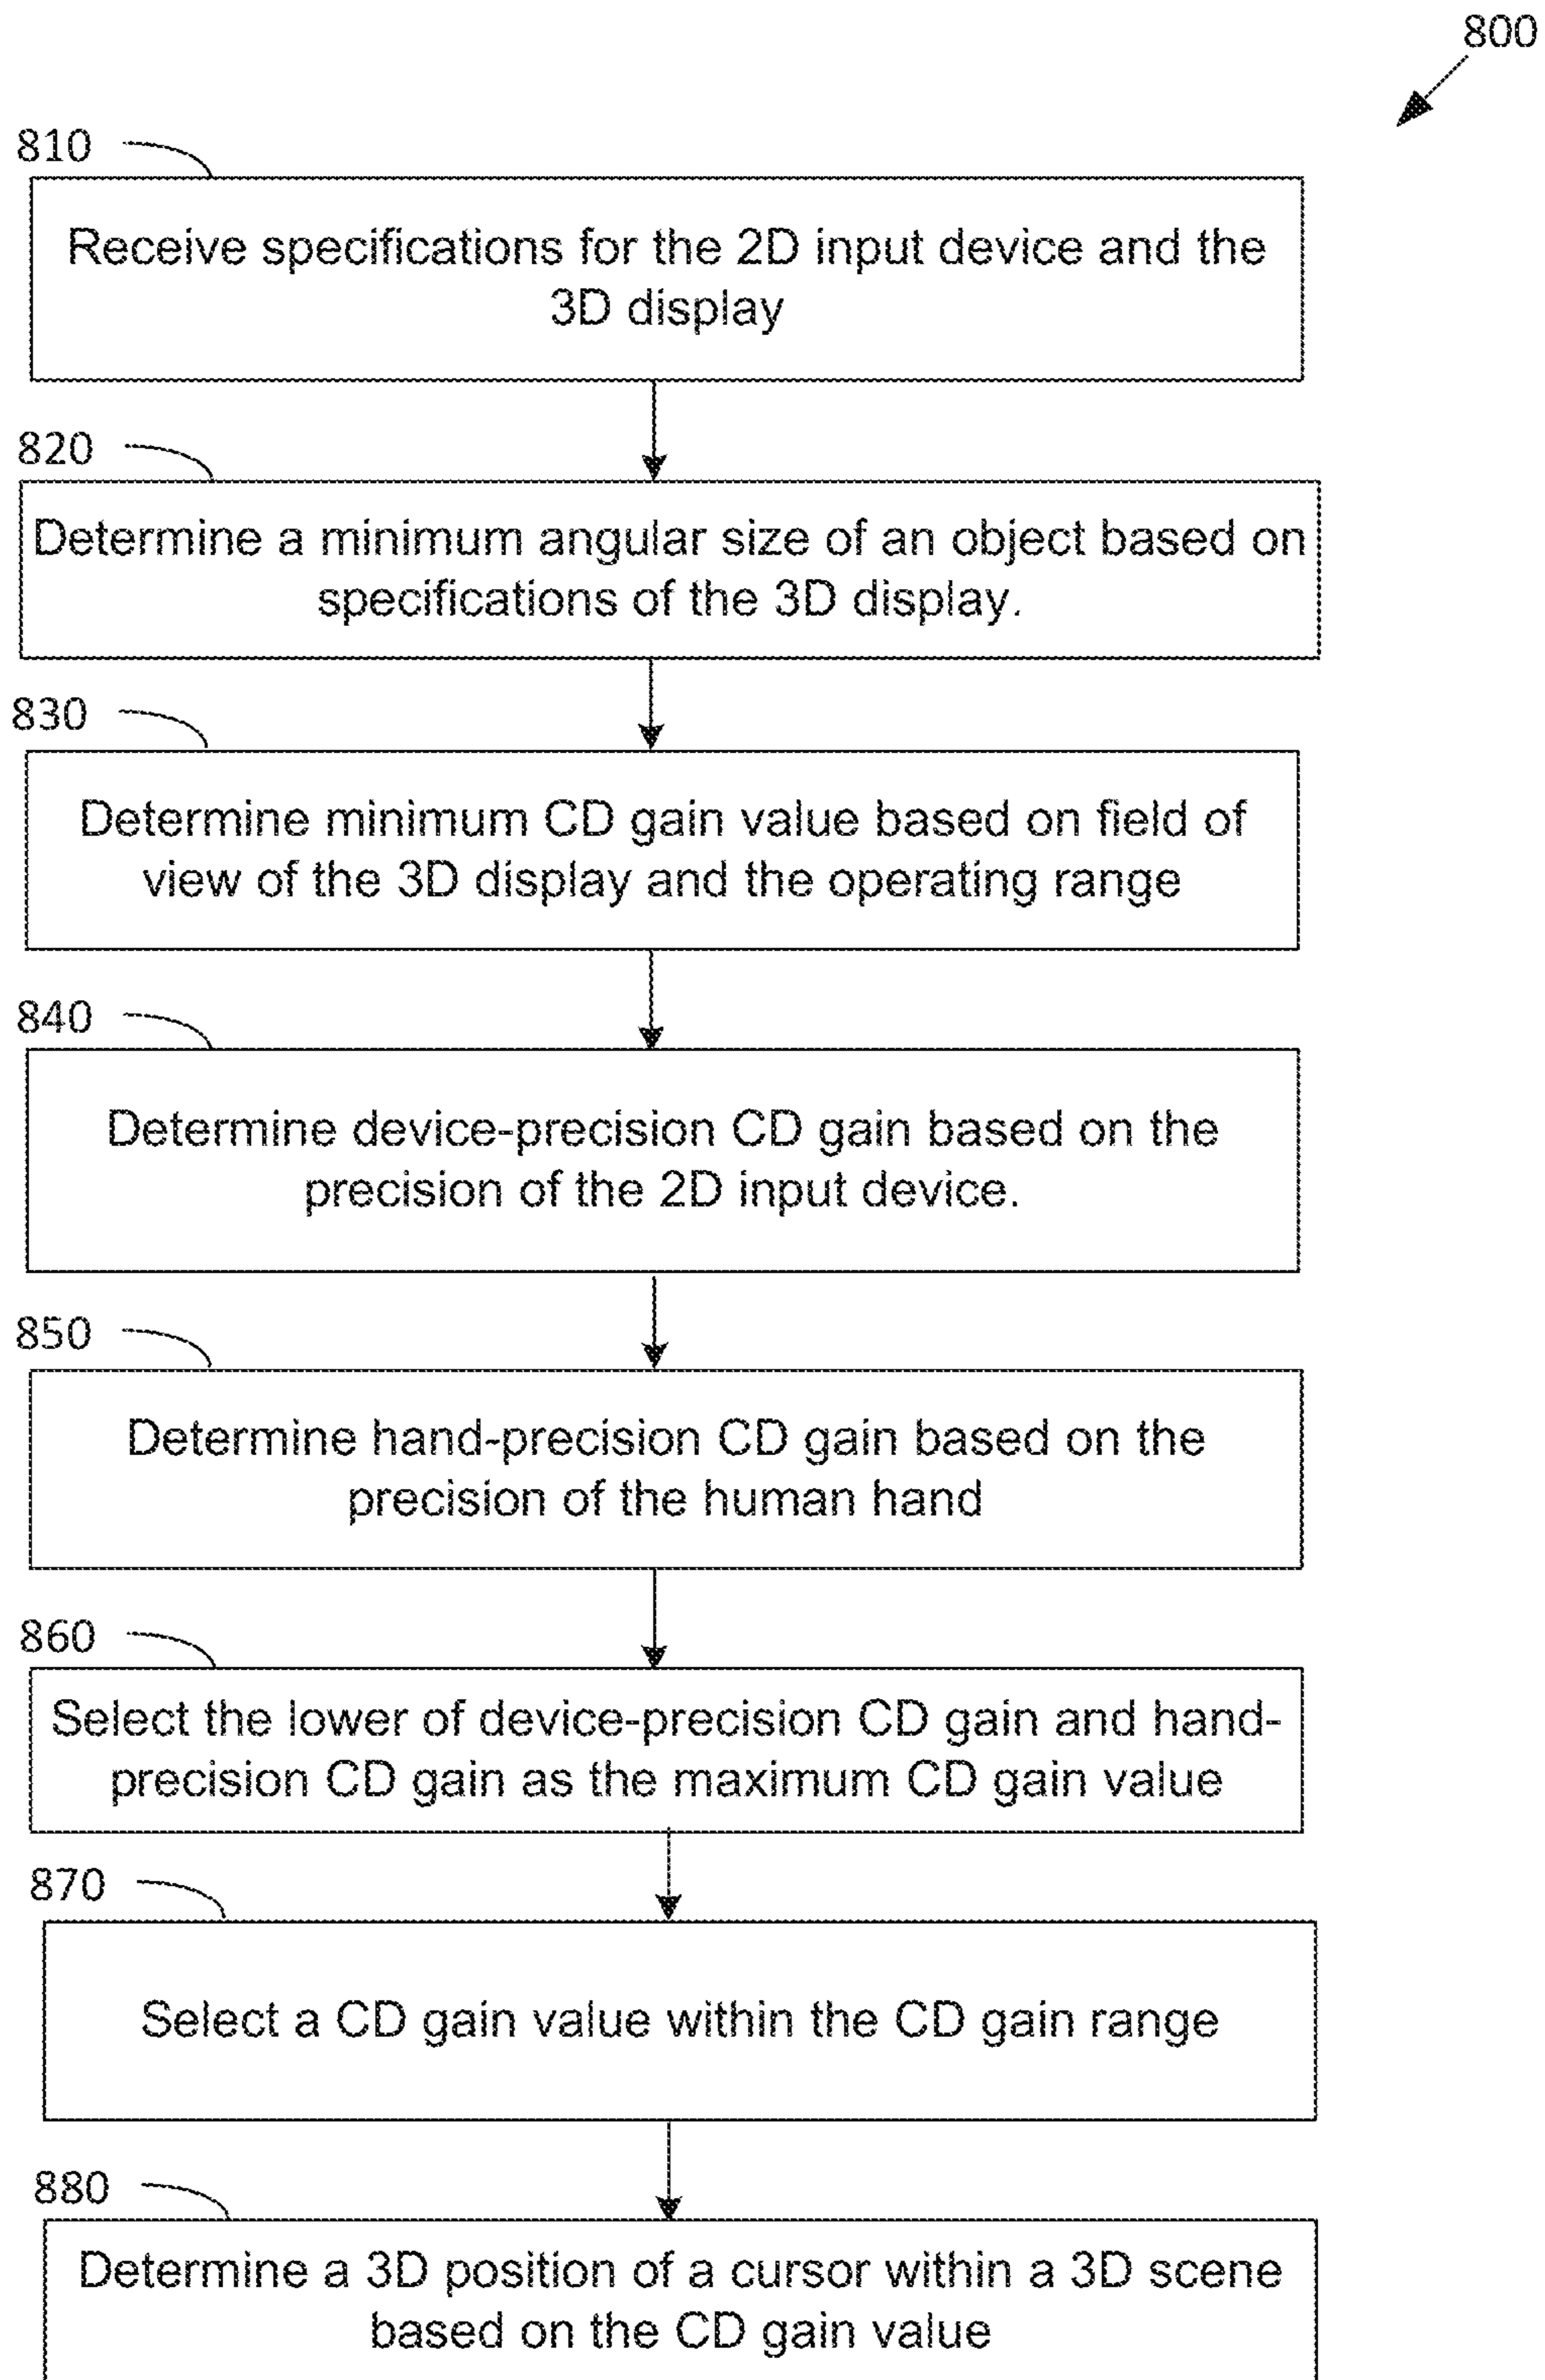 800
810
Receive specifications for the 2D input device and the
3D display
820
Determine a minimum angular size of an object based on
specifications of the 3D display.
830
Determine minimum CD gain value based on field of
view of the 3D display and the operating range
840
Determine device-precision CD gain based on the
precision of the 2D input device.
850
Determine hand-precision CD gain based on the
precision of the human hand
860
Select the lower of device-precision CD gain and hand-
precision CD gain as the maximum CD gain value
870
Select a CD gain value within the CD gain range
880
Determine a 3D position of a cursor within a 3D scene
based on the CD gain value